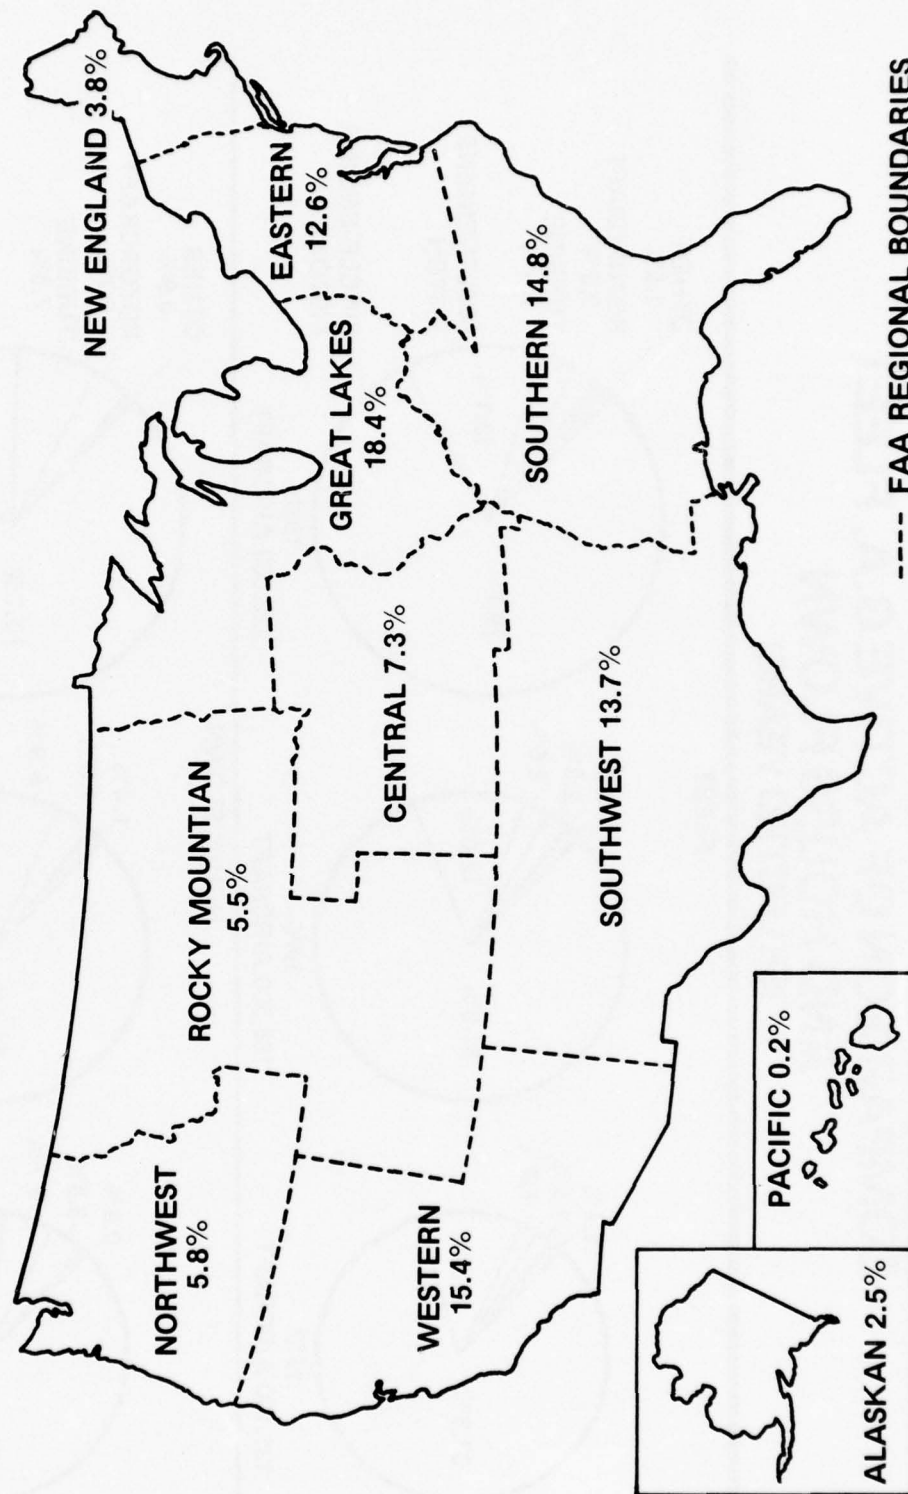 NEW ENGLAND 3.8%
EASTERN
12.6%
GREAT LAKES
18.4%
SOUTHERN 14.8%
CENTRAL 7.3%
ROCKY MOUNTIAN
5.5%
SOUTHWEST 13.7%
NORTHWEST
5.8%
WESTERN
15.4%
PACIFIC 0.2%
ALASKAN 2.5%
---- FAA REGIONAL BOUNDARIES